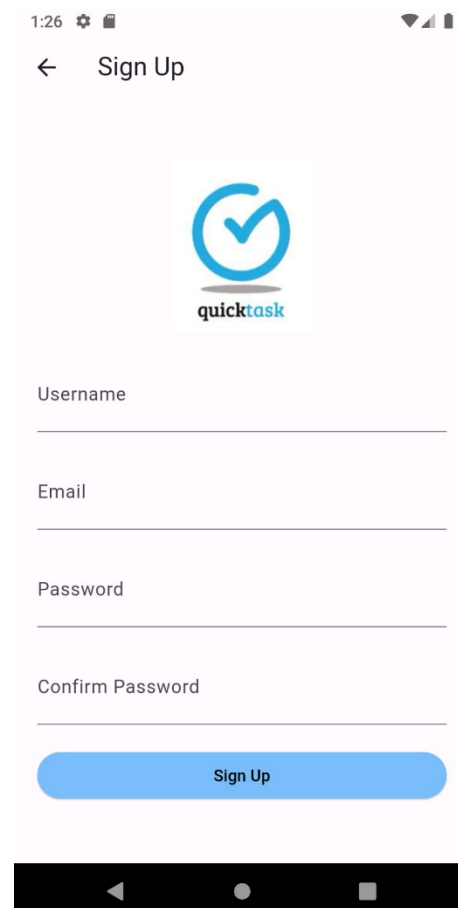 1:26
Sign Up
quicktask
Username
Email
Password
Confirm Password
Sign Up